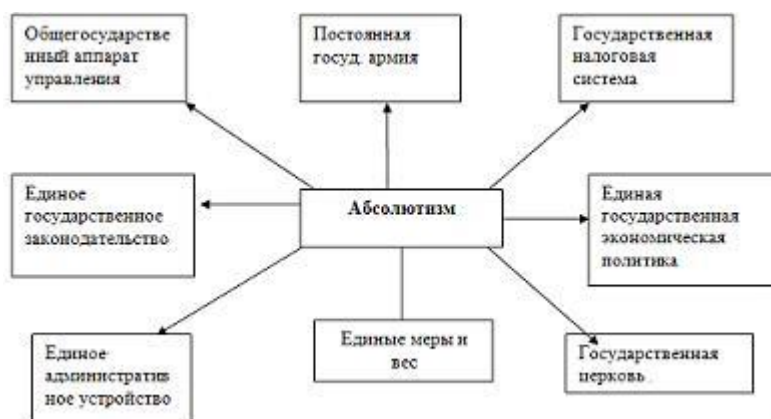 Общегосударстве
нный аппарат
управления
Постоянная
госуд. армия
Государственная
налоговая
система
Единое
государственное
законодательство
Абсолютизм
Единая
государственная
экономическая
политика
Единое
административ
ное устройство
Единые меры и
вес
Государственная
церковь